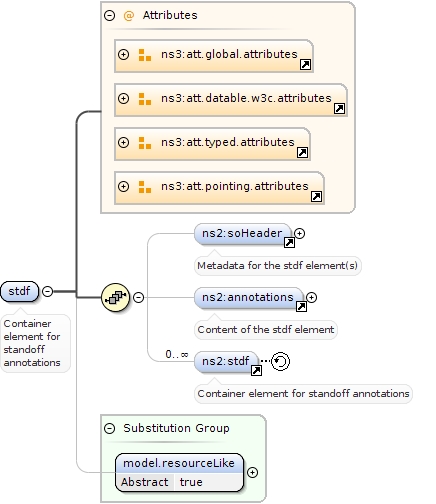 Attributes
ns3:att.global.attributes
ns3:att.datable.w3c.attributes
ns3:att.typed.attributes
ns3:att.pointing.attributes
stdf
Container
element for
standoff
annotations
ns2:soHeader
Metadata for the stdf element(s)
ns2:annotations
Content of the stdf element
0..∞
ns2:stdf
Container element for standoff annotations
Substitution Group
model.resourceLike
Abstract true